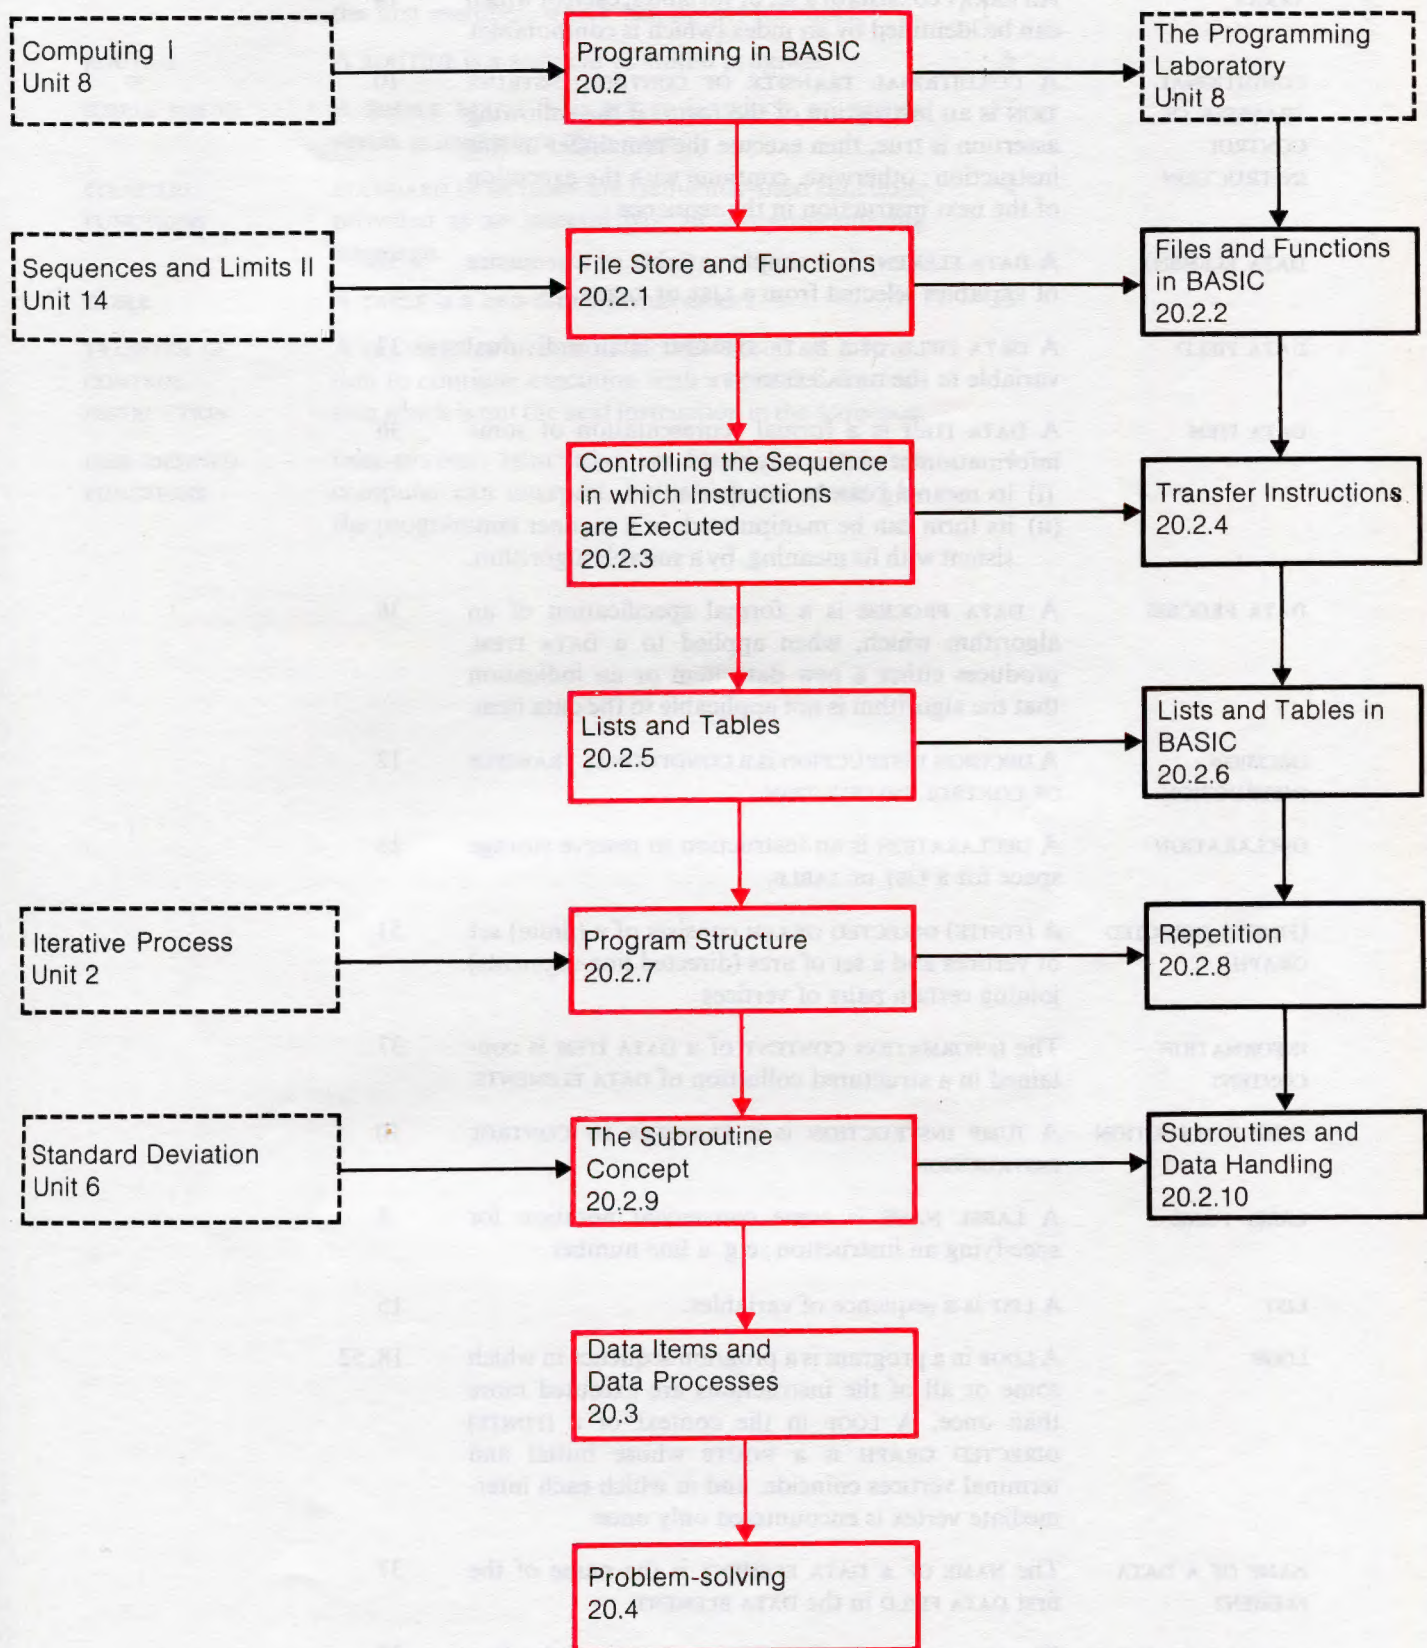 Computing I
Unit 8
Programming in BASIC
20.2
The Programming
Laboratory
Unit 8
Sequences and Limits II
Unit 14
File Store and Functions
20.2.1
Files and Functions
in BASIC
20.2.2
Controlling the Sequence
in which Instructions
are Executed
20.2.3
Transfer Instructions
20.2.4
Lists and Tables
20.2.5
Lists and Tables in
BASIC
20.2.6
Iterative Process
Unit 2
Program Structure
20.2.7
Repetition
20.2.8
Standard Deviation
Unit 6
The Subroutine
Concept
20.2.9
Subroutines and
Data Handling
20.2.10
Data Items and
Data Processes
20.3
Problem-solving
20.4